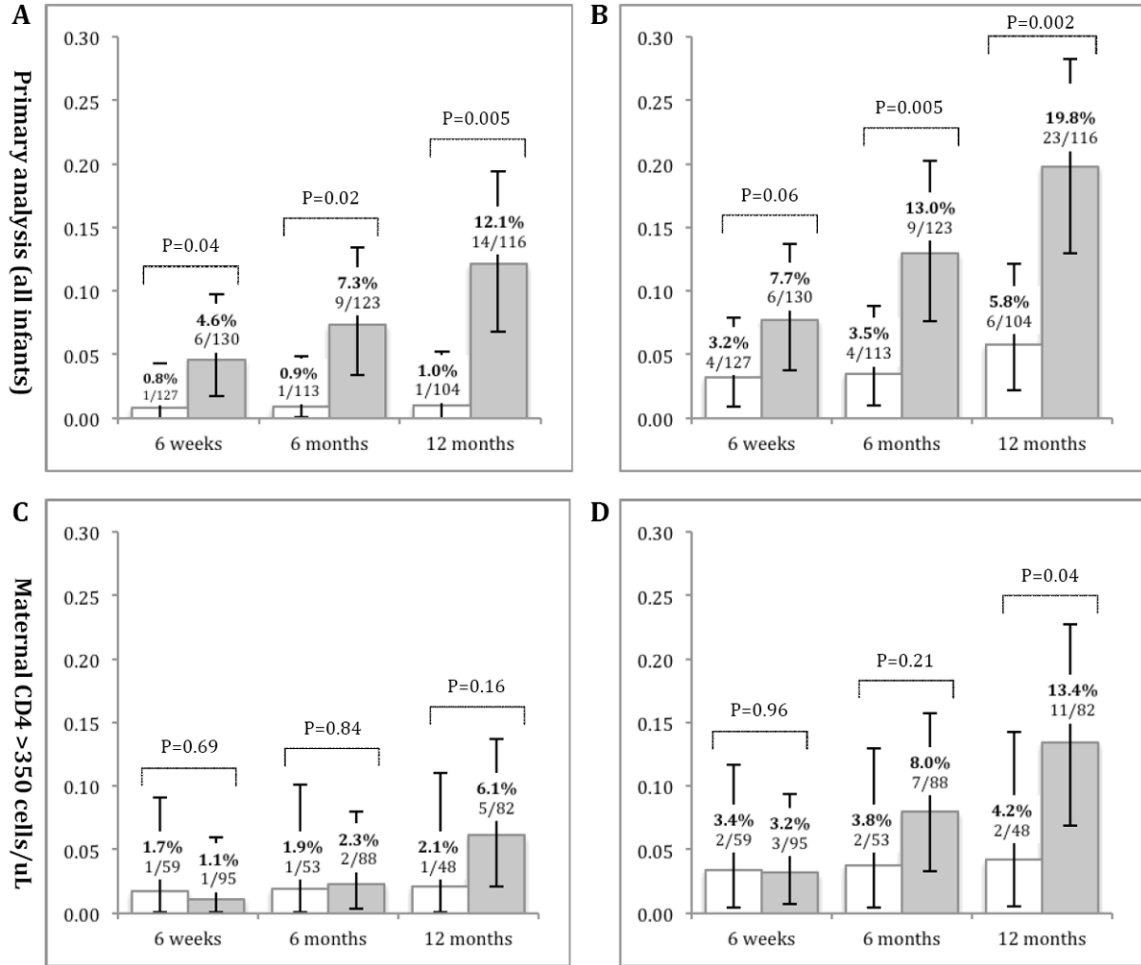 A
Primary analysis (all infants)
0.30
0.25
0.20
0.15
0.10
0.05
0.00
P=0.04
0.8%
1/127
4.6%
6/130
P=0.02
0.9%
1/113
7.3%
9/123
P=0.005
1.0%
1/104
12.1%
14/116
6 weeks
6 months
12 months
B
0.30
0.25
0.20
0.15
0.10
0.05
0.00
P=0.06
3.2%
4/127
7.7%
6/130
P=0.005
3.5%
4/113
13.0%
9/123
P=0.002
5.8%
6/104
19.8%
23/116
6 weeks
6 months
12 months
C
Maternal CD4 >350 cells/uL
0.30
0.25
0.20
0.15
0.10
0.05
0.00
P=0.69
1.7%
1/59
1.1%
1/95
P=0.84
1.9%
1/53
2.3%
2/88
P=0.16
2.1%
1/48
6.1%
5/82
6 weeks
6 months
12 months
D
0.30
0.25
0.20
0.15
0.10
0.05
0.00
P=0.96
3.4%
2/59
3.2%
3/95
P=0.21
3.8%
2/53
8.0%
7/88
P=0.04
4.2%
2/48
13.4%
11/82
6 weeks
6 months
12 months